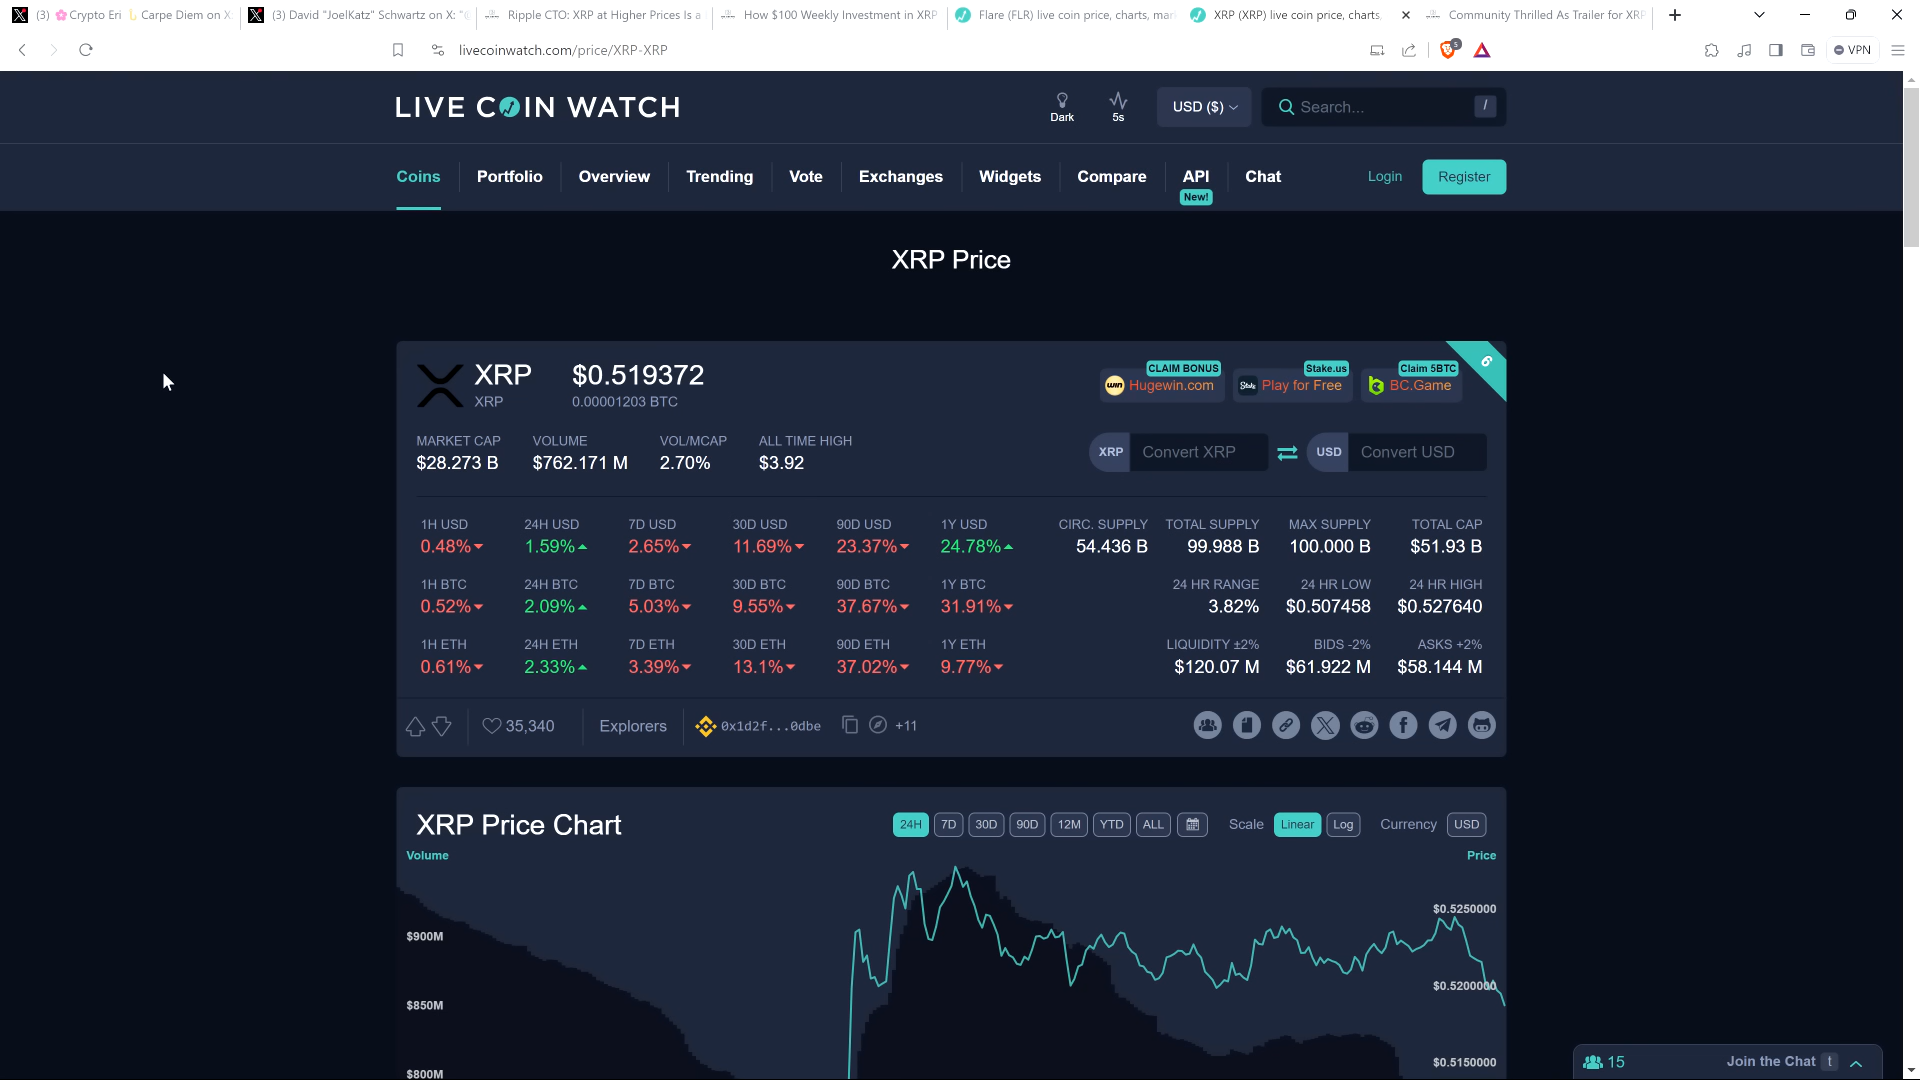 (3) 🌸Crypto Eri 🫰Carpe Diem on X
(3) David "JoelKatz" Schwartz on X: "@
Ripple CTO: XRP at Higher Prices Is a
How $100 Weekly Investment in XRP
Flare (FLR) live coin price, charts, mar
XRP (XRP) live coin price, charts,
Community Thrilled As Trailer for XRP
livecoinwatch.com/price/XRP-XRP
5
VPN
LIVE COIN WATCH
Dark
5s
USD ($)
Search...
/
Coins
Portfolio
Overview
Trending
Vote
Exchanges
Widgets
Compare
API
New!
Chat
Login
Register
XRP Price
XRP
XRP
$0.519372
0.00001203 BTC
CLAIM BONUS
WIN
Hugewin.com
Stake.us
Stake
Play for Free
Claim 5BTC
BC.Game
6
MARKET CAP
$28.273 B
VOLUME
$762.171 M
VOL/MCAP
2.70%
ALL TIME HIGH
$3.92
XRP
Convert XRP
USD
Convert USD
1H USD 24H USD 7D USD 30D USD 90D USD 1Y USD CIRC. SUPPLY TOTAL SUPPLY MAX SUPPLY TOTAL CAP
0.48% 1.59% 2.65% 11.69% 23.37% 24.78% 54.436 B 99.988 B 100.000 B $51.93 B
1H BTC 24H BTC 7D BTC 30D BTC 90D BTC 1Y BTC 24 HR RANGE 24 HR LOW 24 HR HIGH
0.52% 2.09% 5.03% 9.55% 37.67% 31.91% 3.82% $0.507458 $0.527640
1H ETH 24H ETH 7D ETH 30D ETH 90D ETH 1Y ETH LIQUIDITY ±2% BIDS -2% ASKS +2%
0.61% 2.33% 3.39% 13.1% 37.02% 9.77% $120.07 M $61.922 M $58.144 M
35,340
Explorers
0x1d2f...0dbe
+11
XRP Price Chart
24H 7D 30D 90D 12M YTD ALL
Scale Linear Log
Currency USD
Volume
Price
$0.5250000
$900M
$0.5200000
$850M
$0.5150000
$800M
15
Join the Chat t